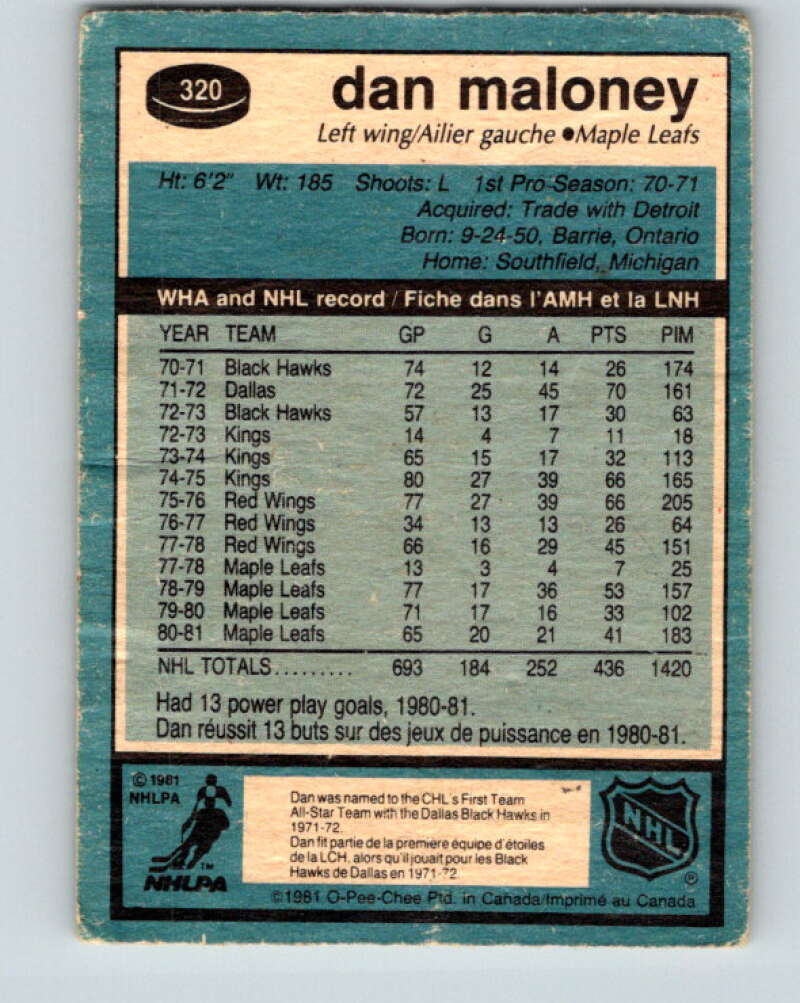 320
dan maloney
Left wing/Ailier gauche ●Maple Leafs
Ht: 6'2" Wt: 185 Shoots: L 1st Pro Season: 70-71
Acquired: Trade with Detroit
Born: 9-24-50, Barrie, Ontario
Home: Southfield, Michigan
WHA and NHL record / Fiche dans l'AMH et la LNH
YEAR TEAM GP G A PTS PIM
70-71 Black Hawks 74 12 14 26 174
71-72 Dallas 72 25 45 70 161
72-73 Black Hawks 57 13 17 30 63
72-73 Kings 14 4 7 11 18
73-74 Kings 65 15 17 32 113
74-75 Kings 80 27 39 66 165
75-76 Red Wings 77 27 39 66 205
76-77 Red Wings 34 13 13 26 64
77-78 Red Wings 66 16 29 45 151
77-78 Maple Leafs 13 3 4 7 25
78-79 Maple Leafs 77 17 36 53 157
79-80 Maple Leafs 71 17 16 33 102
80-81 Maple Leafs 65 20 21 41 183
NHL TOTALS......... 693 184 252 436 1420
Had 13 power play goals, 1980-81.
Dan réussit 13 buts sur des jeux de puissance en 1980-81.
© 1981
NHLPA
TM
NHLPA
Dan was named to the CHL's First Team
All-Star Team with the Dallas Black Hawks in
1971-72.
Dan fit partie de la première équipe d'étoiles
de la LCH, alors qu'il jouait pour les Black
Hawks de Dallas en 1971-72.
NHL
®
©1981 O-Pee-Chee Ptd. in Canada/Imprimé au Canada